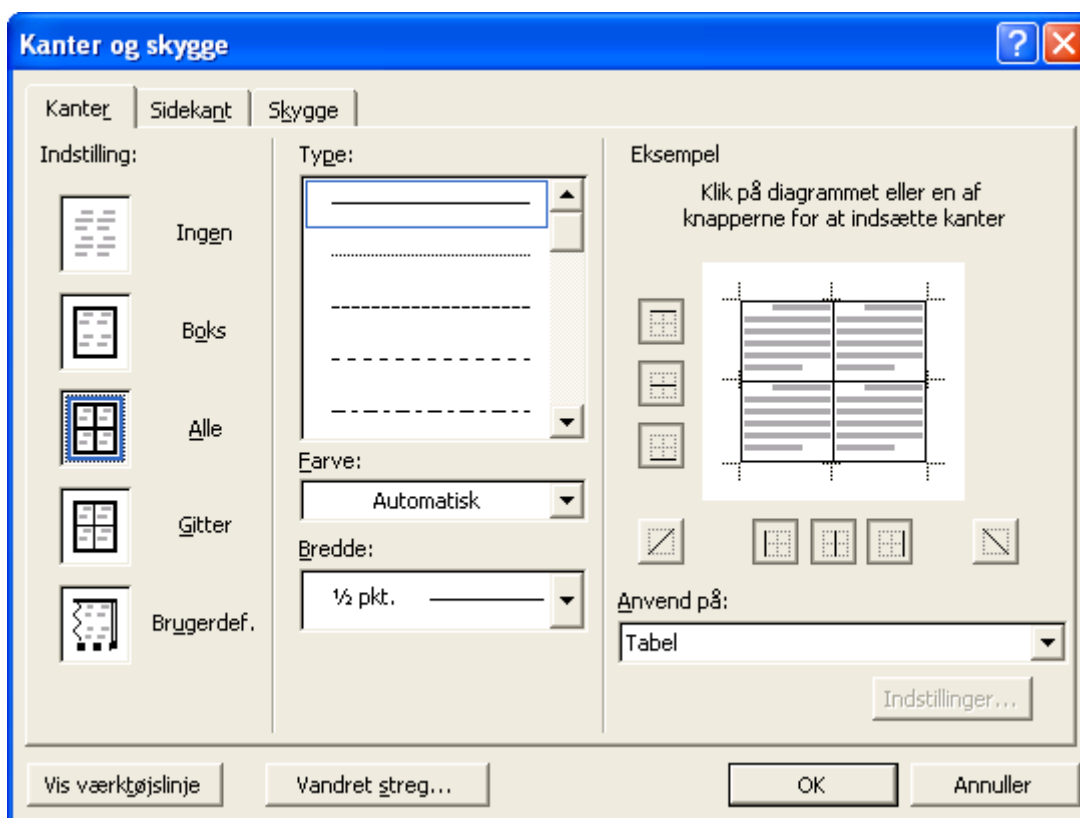 Kanter og skygge
Kanter
Sidekant
Skygge
Indstilling:
Ingen
Boks
Alle
Gitter
Brugerdef.
Type:
Farve:
Automatisk
Bredde:
½ pkt.
Eksempel
Klik på diagrammet eller en af
knapperne for at indsætte kanter
Anvend på:
Tabel
Indstillinger...
Vis værktøjslinje
Vandret streg...
OK
Annuller